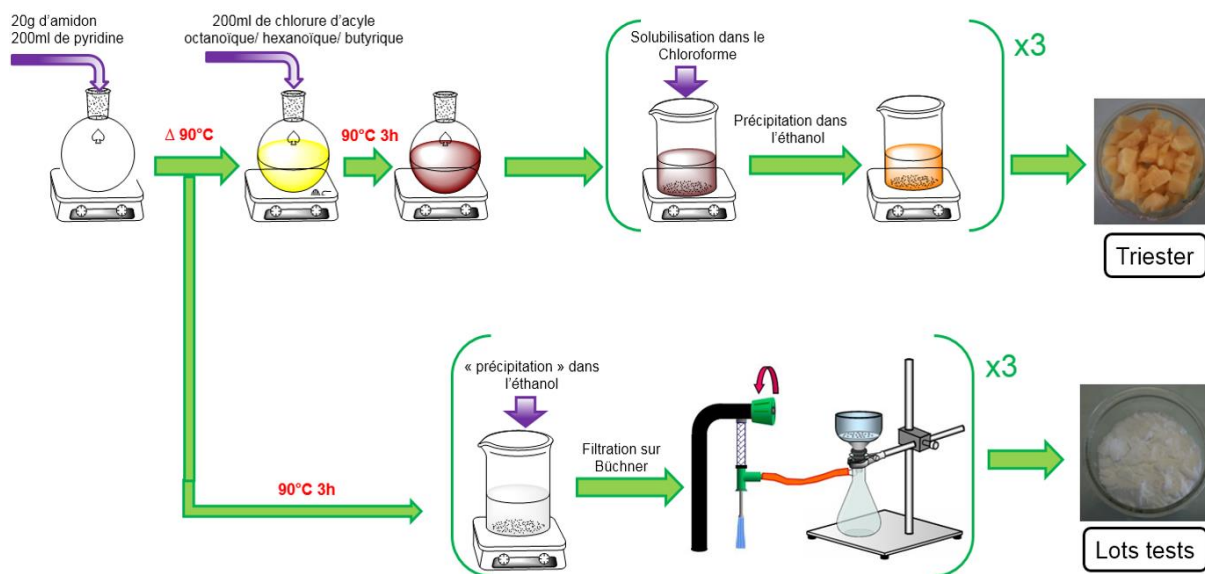 20g d'amidon
200ml de pyridine
200ml de chlorure d'acyle
octanoïque/ hexanoïque/ butyrique
Δ 90°C
90°C 3h
Solubilisation dans le
Chloroforme
Précipitation dans
l'éthanol
x3
Triester
« précipitation » dans
l'éthanol
90°C 3h
Filtration sur
Büchner
x3
Lots tests